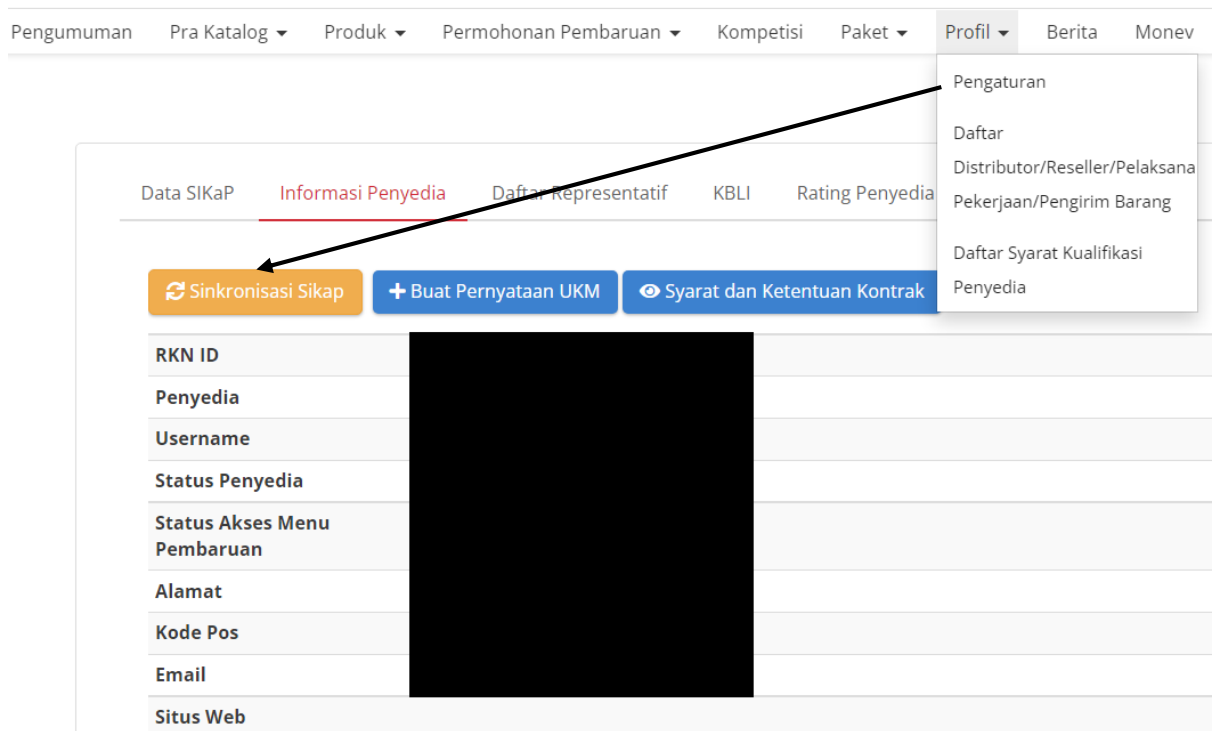 Pengumuman Pra Katalog Produk Permohonan Pembaruan Kompetisi Paket Profil Berita Monev
Pengaturan
Daftar
Distributor/Reseller/Pelaksana
Pekerjaan/Pengirim Barang
Daftar Syarat Kualifikasi
Penyedia
Data SIKaP Informasi Penyedia Daftar Representatif KBLI Rating Penyedia
Sinkronisasi Sikap + Buat Pernyataan UKM Syarat dan Ketentuan Kontrak
RKN ID
Penyedia
Username
Status Penyedia
Status Akses Menu
Pembaruan
Alamat
Kode Pos
Email
Situs Web